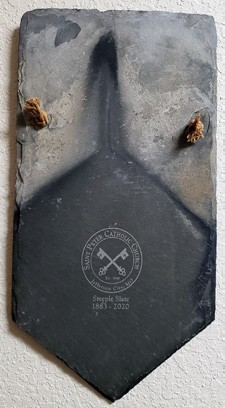 SAINT PETER CATHOLIC CHURCH
JEFFERSON CITY, MO
Steeple Slate
1883 - 2020